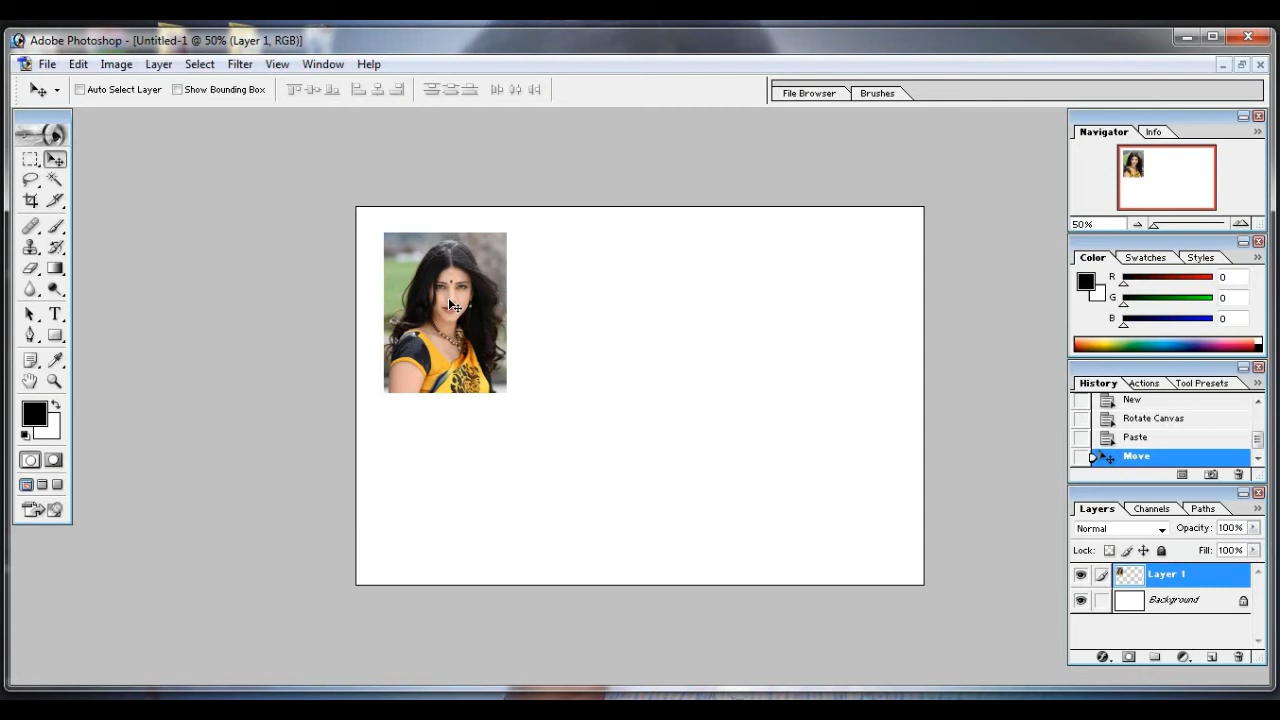 Adobe Photoshop - [Untitled-1 @ 50% (Layer 1, RGB)]
File Edit Image Layer Select Filter View Window Help
Auto Select Layer Show Bounding Box File Browser Brushes
Navigator Info
50%
Color Swatches Styles
R 0
G 0
B 0
History Actions Tool Presets
New
Rotate Canvas
Paste
Move
Layers Channels Paths
Normal Opacity: 100%
Lock: Fill: 100%
Layer 1
Background
T